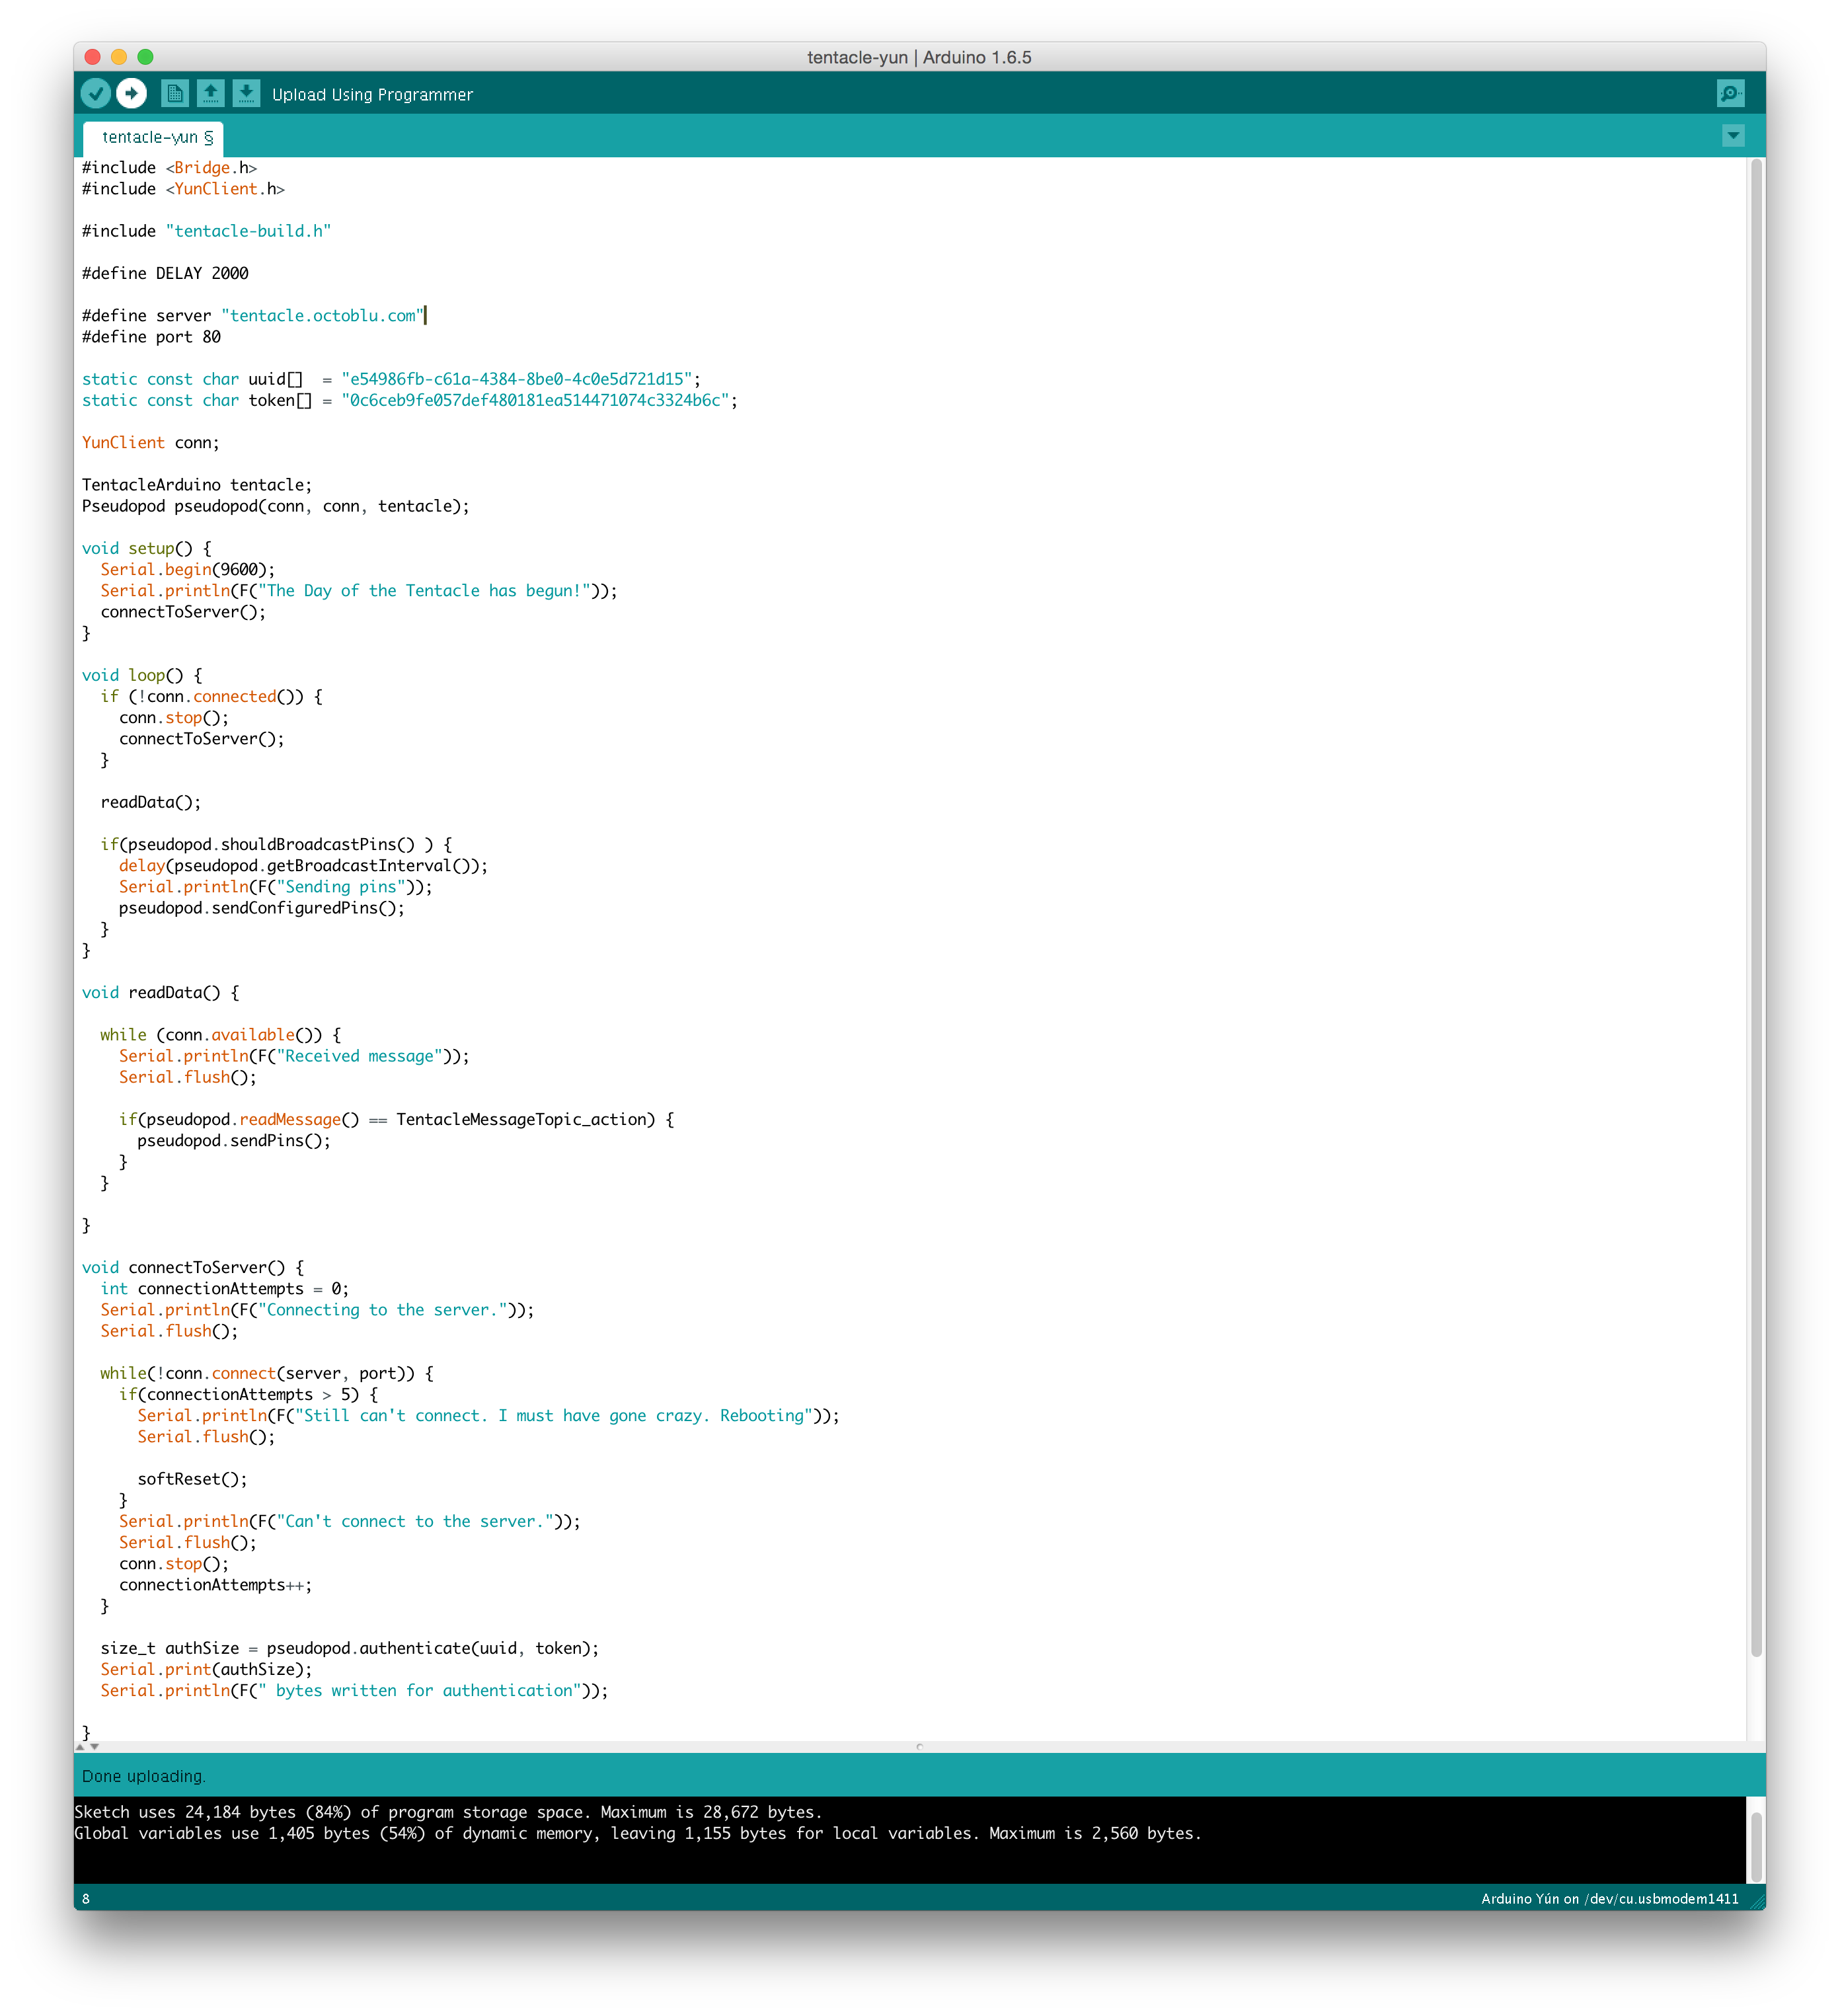 tentacle-yun | Arduino 1.6.5
Upload Using Programmer
tentacle-yun §
#include <Bridge.h>
#include <YunClient.h>

#include "tentacle-build.h"

#define DELAY 2000

#define server "tentacle.octoblu.com"
#define port 80

static const char uuid[]  = "e54986fb-c61a-4384-8be0-4c0e5d721d15";
static const char token[] = "0c6ceb9fe057def480181ea514471074c3324b6c";

YunClient conn;

TentacleArduino tentacle;
Pseudopod pseudopod(conn, conn, tentacle);

void setup() {
  Serial.begin(9600);
  Serial.println(F("The Day of the Tentacle has begun!"));
  connectToServer();
}

void loop() {
  if (!conn.connected()) {
    conn.stop();
    connectToServer();
  }

  readData();

  if(pseudopod.shouldBroadcastPins() ) {
    delay(pseudopod.getBroadcastInterval());
    Serial.println(F("Sending pins"));
    pseudopod.sendConfiguredPins();
  }
}

void readData() {

  while (conn.available()) {
    Serial.println(F("Received message"));
    Serial.flush();

    if(pseudopod.readMessage() == TentacleMessageTopic_action) {
      pseudopod.sendPins();
    }
  }

}

void connectToServer() {
  int connectionAttempts = 0;
  Serial.println(F("Connecting to the server."));
  Serial.flush();

  while(!conn.connect(server, port)) {
    if(connectionAttempts > 5) {
      Serial.println(F("Still can't connect. I must have gone crazy. Rebooting"));
      Serial.flush();

      softReset();
    }
    Serial.println(F("Can't connect to the server."));
    Serial.flush();
    conn.stop();
    connectionAttempts++;
  }

  size_t authSize = pseudopod.authenticate(uuid, token);
  Serial.print(authSize);
  Serial.println(F(" bytes written for authentication"));

}
Done uploading.
Sketch uses 24,184 bytes (84%) of program storage space. Maximum is 28,672 bytes.
Global variables use 1,405 bytes (54%) of dynamic memory, leaving 1,155 bytes for local variables. Maximum is 2,560 bytes.
8
Arduino Yún on /dev/cu.usbmodem1411